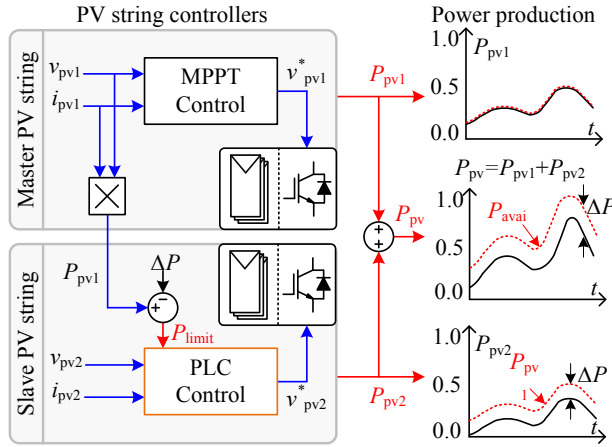 PV string controllers
Power production
Master PV string
v_pv1
i_pv1
MPPT
Control
v*_pv1
P_pv1
P_pv1
1.0
0.5
0.0
t
P_pv=P_pv1+P_pv2
P_pv
1.0
0.5
0.0
P_avai
ΔP
t
Slave PV string
P_pv1
ΔP
+
−
+
+
P_limit
v_pv2
i_pv2
PLC
Control
v*_pv2
P_pv2
P_pv2
1.0
0.5
0.0
P_pv
1
ΔP
t